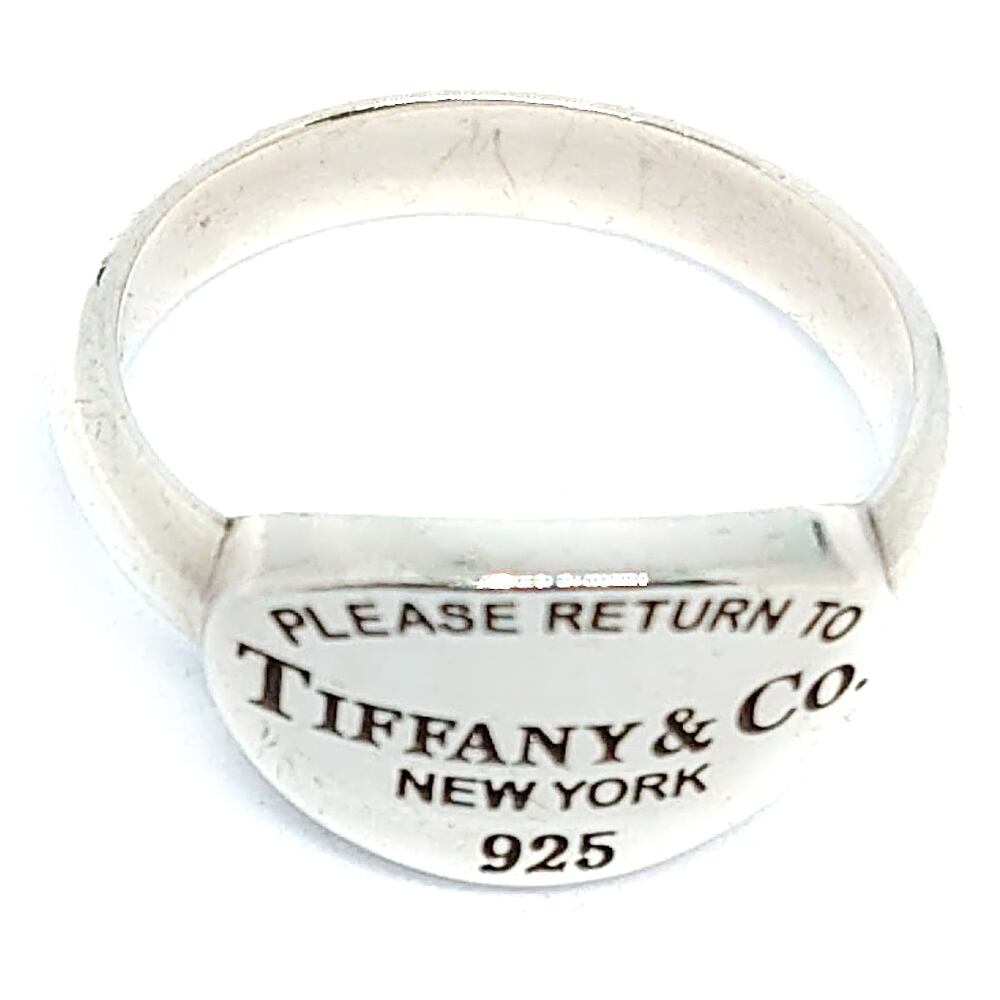 PLEASE RETURN TO
TIFFANY & CO.
NEW YORK
925